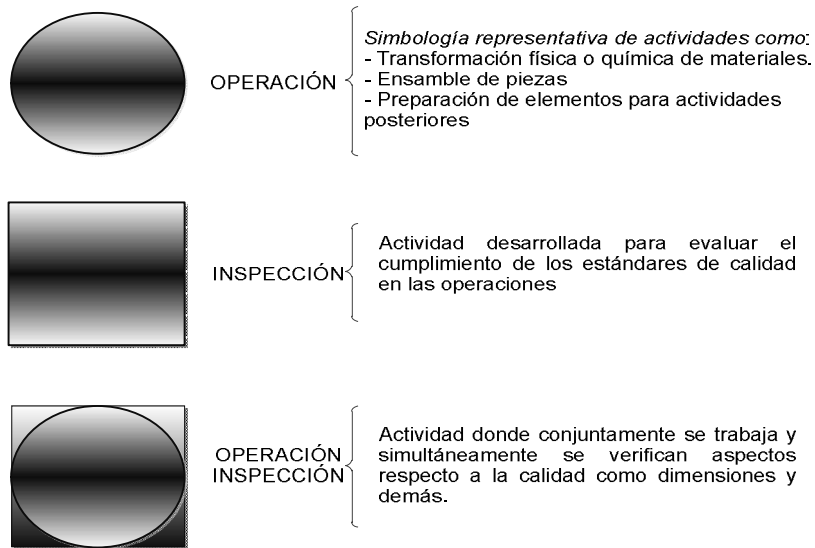 OPERACIÓN
Simbología representativa de actividades como:
- Transformación física o química de materiales.
- Ensamble de piezas
- Preparación de elementos para actividades
posteriores
INSPECCIÓN
Actividad desarrollada para evaluar el
cumplimiento de los estándares de calidad
en las operaciones
OPERACIÓN
INSPECCIÓN
Actividad donde conjuntamente se trabaja y
simultáneamente se verifican aspectos
respecto a la calidad como dimensiones y
demás.